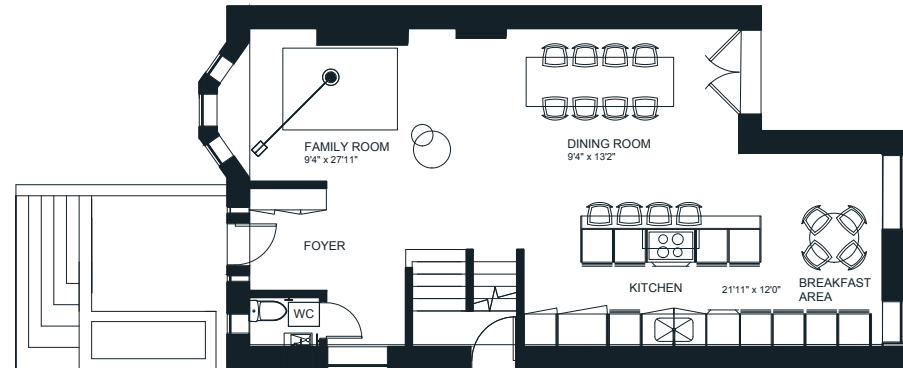 FAMILY ROOM
9'4" x 27'11"
DINING ROOM
9'4" x 13'2"
FOYER
WC
KITCHEN
21'11" x 12'0"
BREAKFAST
AREA